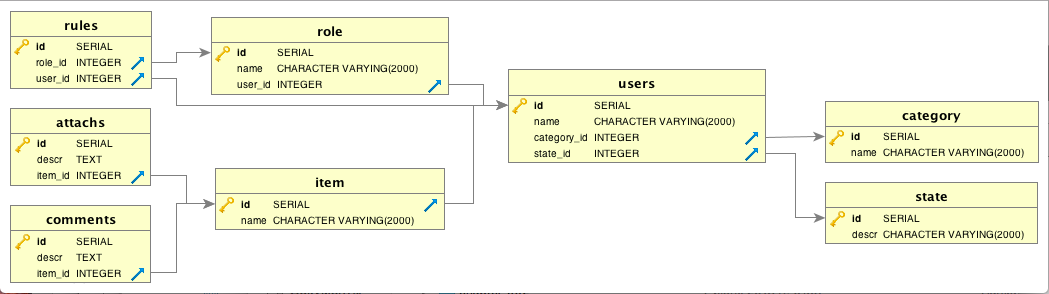 rules
id SERIAL
role_id INTEGER
user_id INTEGER
role
id SERIAL
name CHARACTER VARYING(2000)
user_id INTEGER
attachs
id SERIAL
descr TEXT
item_id INTEGER
item
id SERIAL
name CHARACTER VARYING(2000)
comments
id SERIAL
descr TEXT
item_id INTEGER
users
id SERIAL
name CHARACTER VARYING(2000)
category_id INTEGER
state_id INTEGER
category
id SERIAL
name CHARACTER VARYING(2000)
state
id SERIAL
descr CHARACTER VARYING(2000)